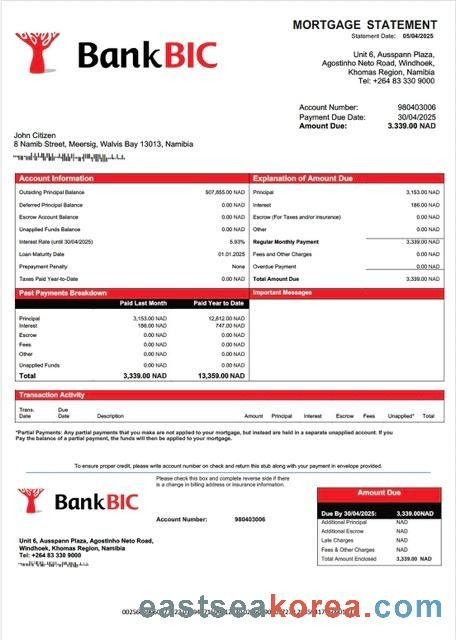 MORTGAGE STATEMENT
Statement Date: 05/04/2025
BankBIC
Unit 6, Ausspann Plaza,
Agostinho Neto Road, Windhoek,
Khomas Region, Namibia
Tel: +264 83 330 9000
Account Number: 980403006
Payment Due Date: 30/04/2025
Amount Due: 3.339.00 NAD
John Citizen
8 Namib Street, Meersig, Walvis Bay 13013, Namibia
Account Information
Outsiding Principal Balance 507,855.00 NAD
Deferred Principal Balance 0.00 NAD
Escrow Account Balance 0.00 NAD
Unapplied Funds Balance 0.00 NAD
Interest Rate (until 30/04/2025) 5.93%
Loan Maturity Date 01.01.2025
Prepayment Penalty None
Taxes Paid Year-to-Date 0.00 NAD
Explanation of Amount Due
Principal 3,153.00 NAD
Interest 186.00 NAD
Escrow (For Taxes and/or insurance) 0.00 NAD
Other 0.00 NAD
Regular Monthly Payment 3,339.00 NAD
Fees and Other Charges 0.00 NAD
Overdue Payment 0.00 NAD
Total Amount Due 3,339.00 NAD
Past Payments Breakdown
Paid Last Month Paid Year to Date
Principal 3,153.00 NAD 12,612.00 NAD
Interest 186.00 NAD 747.00 NAD
Escrow 0.00 NAD 0.00 NAD
Fees 0.00 NAD 0.00 NAD
Other 0.00 NAD 0.00 NAD
Unapplied Funds 0.00 NAD 0.00 NAD
Total 3,339.00 NAD 13,359.00 NAD
Important Messages
Transaction Activity
Trans. Date Due Date Description Amount Principal Interest Escrow Fees Unapplied* Total
*Partial Payments: Any partial payments that you make are not applied to your mortgage, but instead are held in a separate unapplied account. If you
Pay the balance of a partial payment, the funds will then be applied to your mortgage.
To ensure proper credit, please write account number on check and return this stub along with your payment in envelope provided.
BankBIC
Please check this box and complete reverse side if there
is a change in billing address or insurance information.
Account Number: 980403006
Unit 6, Ausspann Plaza, Agostinho Neto Road,
Windhoek, Khomas Region, Namibia
Tel: +264 83 330 9000
Amount Due
Due By 30/04/2025: 3,339.00NAD
Additional Principal NAD
Additional Escrow NAD
Late Charges NAD
Fees & Other Charges NAD
Total Amount Enclosed 3,339.00 NAD
eastseakorea.com